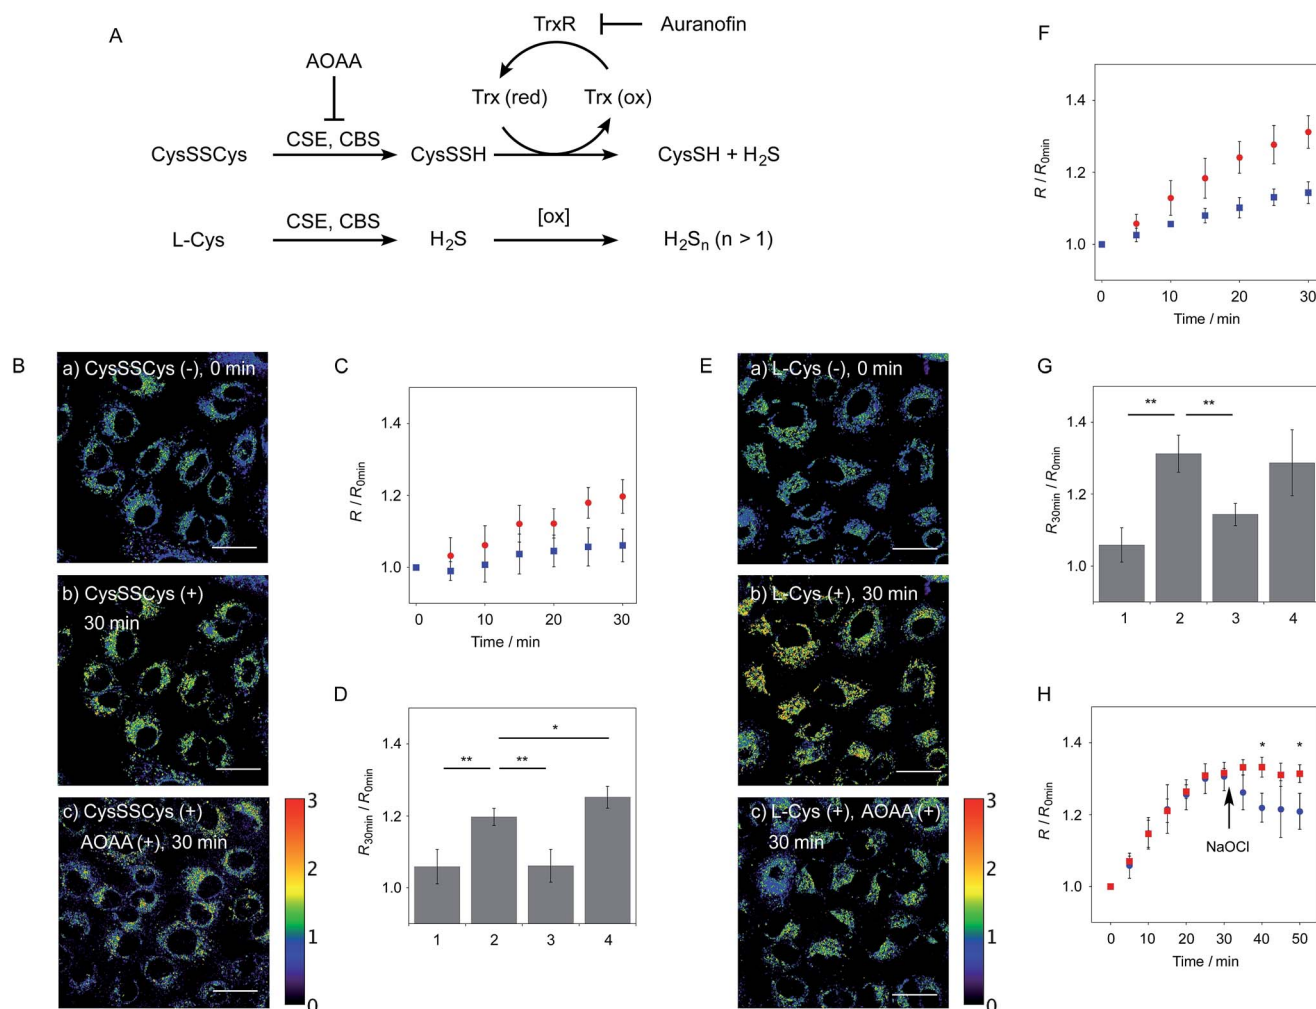 A
TrxR
Auranofin
AOAA
Trx (red)
Trx (ox)
CysSSCys
CSE, CBS
CysSSH
CysSH + H₂S
L-Cys
CSE, CBS
H₂S
[ox]
H₂Sₙ (n > 1)
B
a) CysSSCys (-), 0 min
b) CysSSCys (+)
30 min
c) CysSSCys (+)
AOAA (+), 30 min
3
2
1
0
C
R / R0min
1.4
1.2
1.0
0 10 20 30
Time / min
D
R30min / R0min
1.4
1.2
1.0
** ** *
1 2 3 4
E
a) L-Cys (-), 0 min
b) L-Cys (+), 30 min
c) L-Cys (+), AOAA (+)
30 min
3
2
1
0
F
R / R0min
1.4
1.2
1.0
0 10 20 30
Time / min
G
R30min / R0min
1.4
1.2
1.0
** **
1 2 3 4
H
R / R0min
1.4
1.2
1.0
* *
NaOCl
0 10 20 30 40 50
Time / min